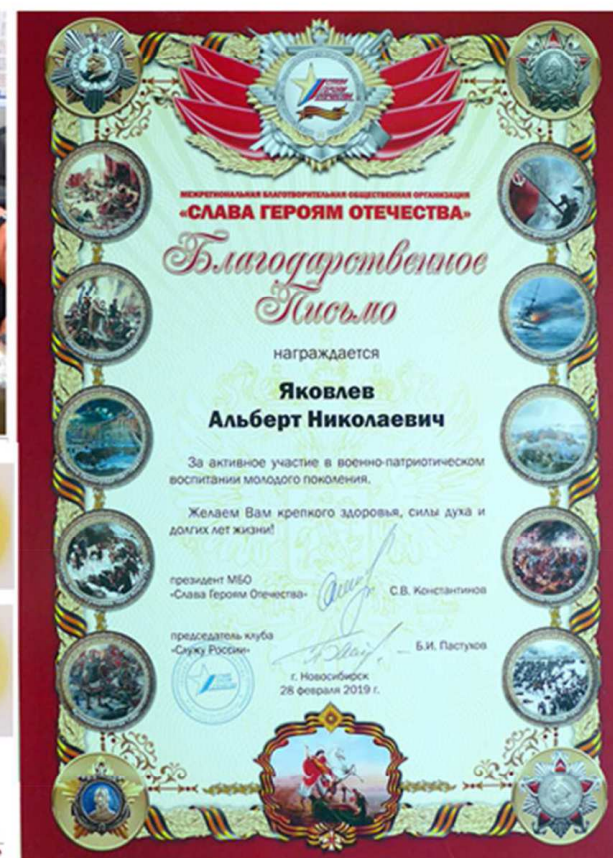 МЕЖРЕГИОНАЛЬНАЯ БЛАГОТВОРИТЕЛЬНАЯ ОБЩЕСТВЕННАЯ ОРГАНИЗАЦИЯ
«СЛАВА ГЕРОЯМ ОТЕЧЕСТВА»
Благодарственное
Письмо
награждается
Яковлев
Альберт Николаевич
За активное участие в военно-патриотическом
воспитании молодого поколения.
Желаем Вам крепкого здоровья, силы духа и
долгих лет жизни!
президент МБО
«Слава Героям Отечества» С.В. Константинов
председатель клуба
«Служу России» Б.И. Пастухов
г. Новосибирск
28 февраля 2019 г.